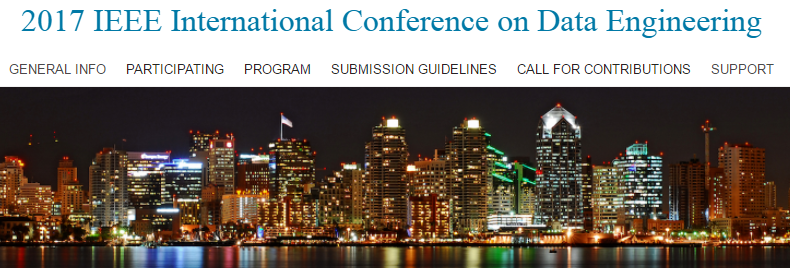 2017 IEEE International Conference on Data Engineering
GENERAL INFO PARTICIPATING PROGRAM SUBMISSION GUIDELINES CALL FOR CONTRIBUTIONS SUPPORT